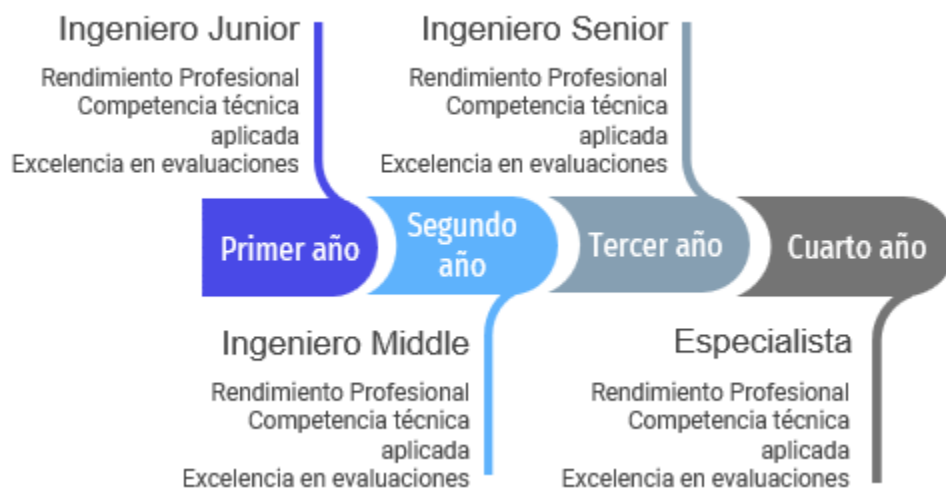 Ingeniero Junior
Rendimiento Profesional
Competencia técnica
aplicada
Excelencia en evaluaciones
Ingeniero Senior
Rendimiento Profesional
Competencia técnica
aplicada
Excelencia en evaluaciones
Primer año
Segundo
año
Tercer año
Cuarto año
Ingeniero Middle
Rendimiento Profesional
Competencia técnica
aplicada
Excelencia en evaluaciones
Especialista
Rendimiento Profesional
Competencia técnica
aplicada
Excelencia en evaluaciones